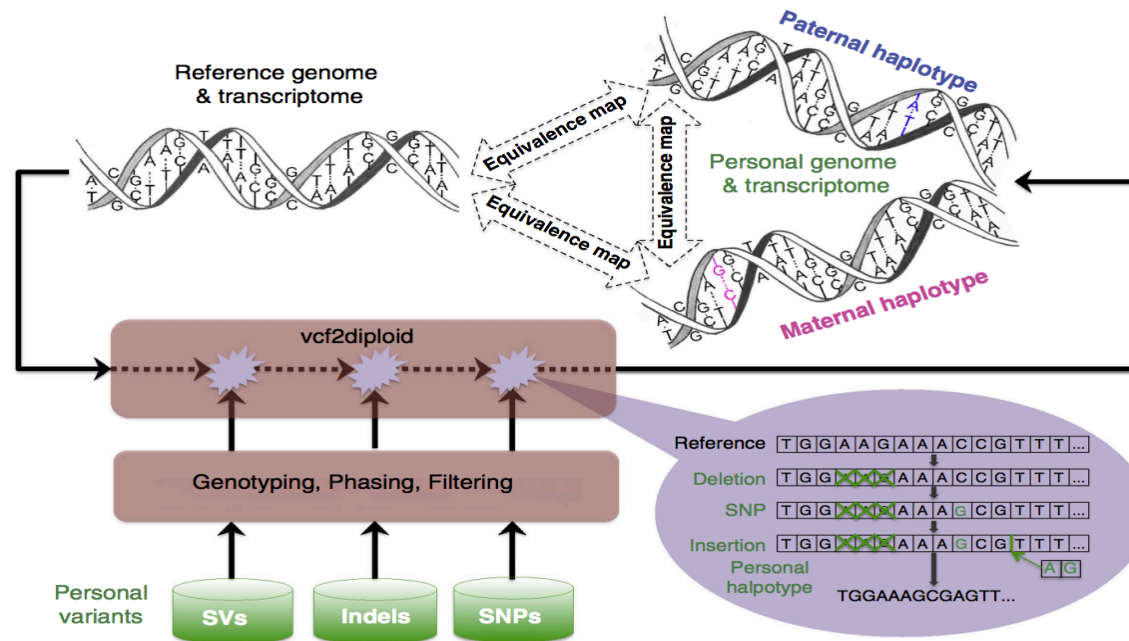 Reference genome
& transcriptome
Paternal haplotype
Equivalence map
Equivalence map
Equivalence map
Personal genome
& transcriptome
Maternal haplotype
vcf2diploid
Genotyping, Phasing, Filtering
Personal
variants
SVs
Indels
SNPs
Reference T G G A A G A A A C C G T T T ...
Deletion T G G A A G A A A C C G T T T ...
SNP T G G A A G A A A G C G T T T ...
Insertion T G G A A G A A A G C G T T T ...
A G
Personal
halpotype
TGGAAAGCGAGTT...